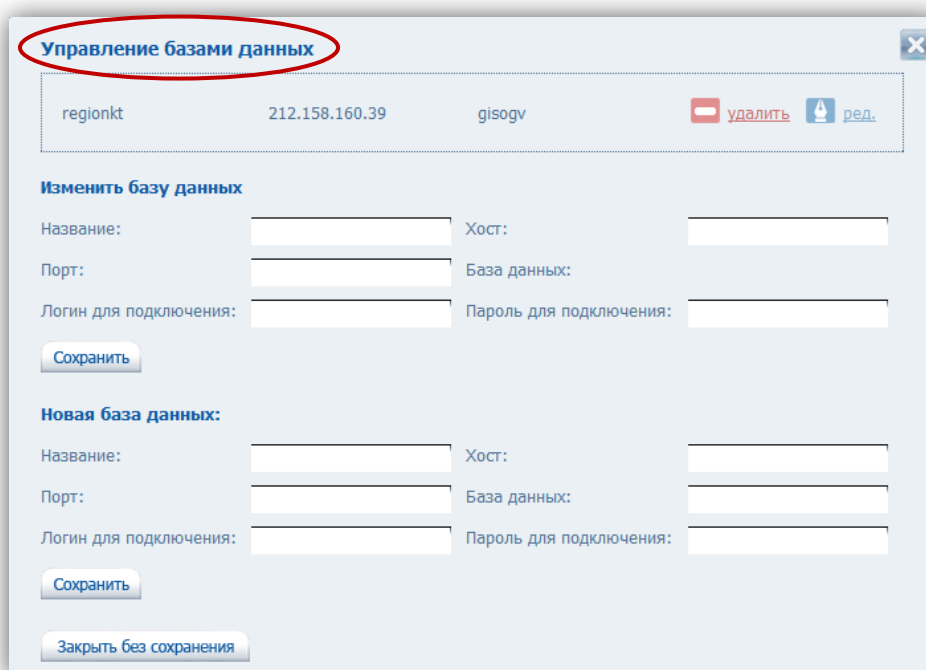 Управление базами данных
regionkt 212.158.160.39 gisogv удалить ред.
Изменить базу данных
Название: Хост:
Порт: База данных:
Логин для подключения: Пароль для подключения:
Сохранить
Новая база данных:
Название: Хост:
Порт: База данных:
Логин для подключения: Пароль для подключения:
Сохранить
Закрыть без сохранения